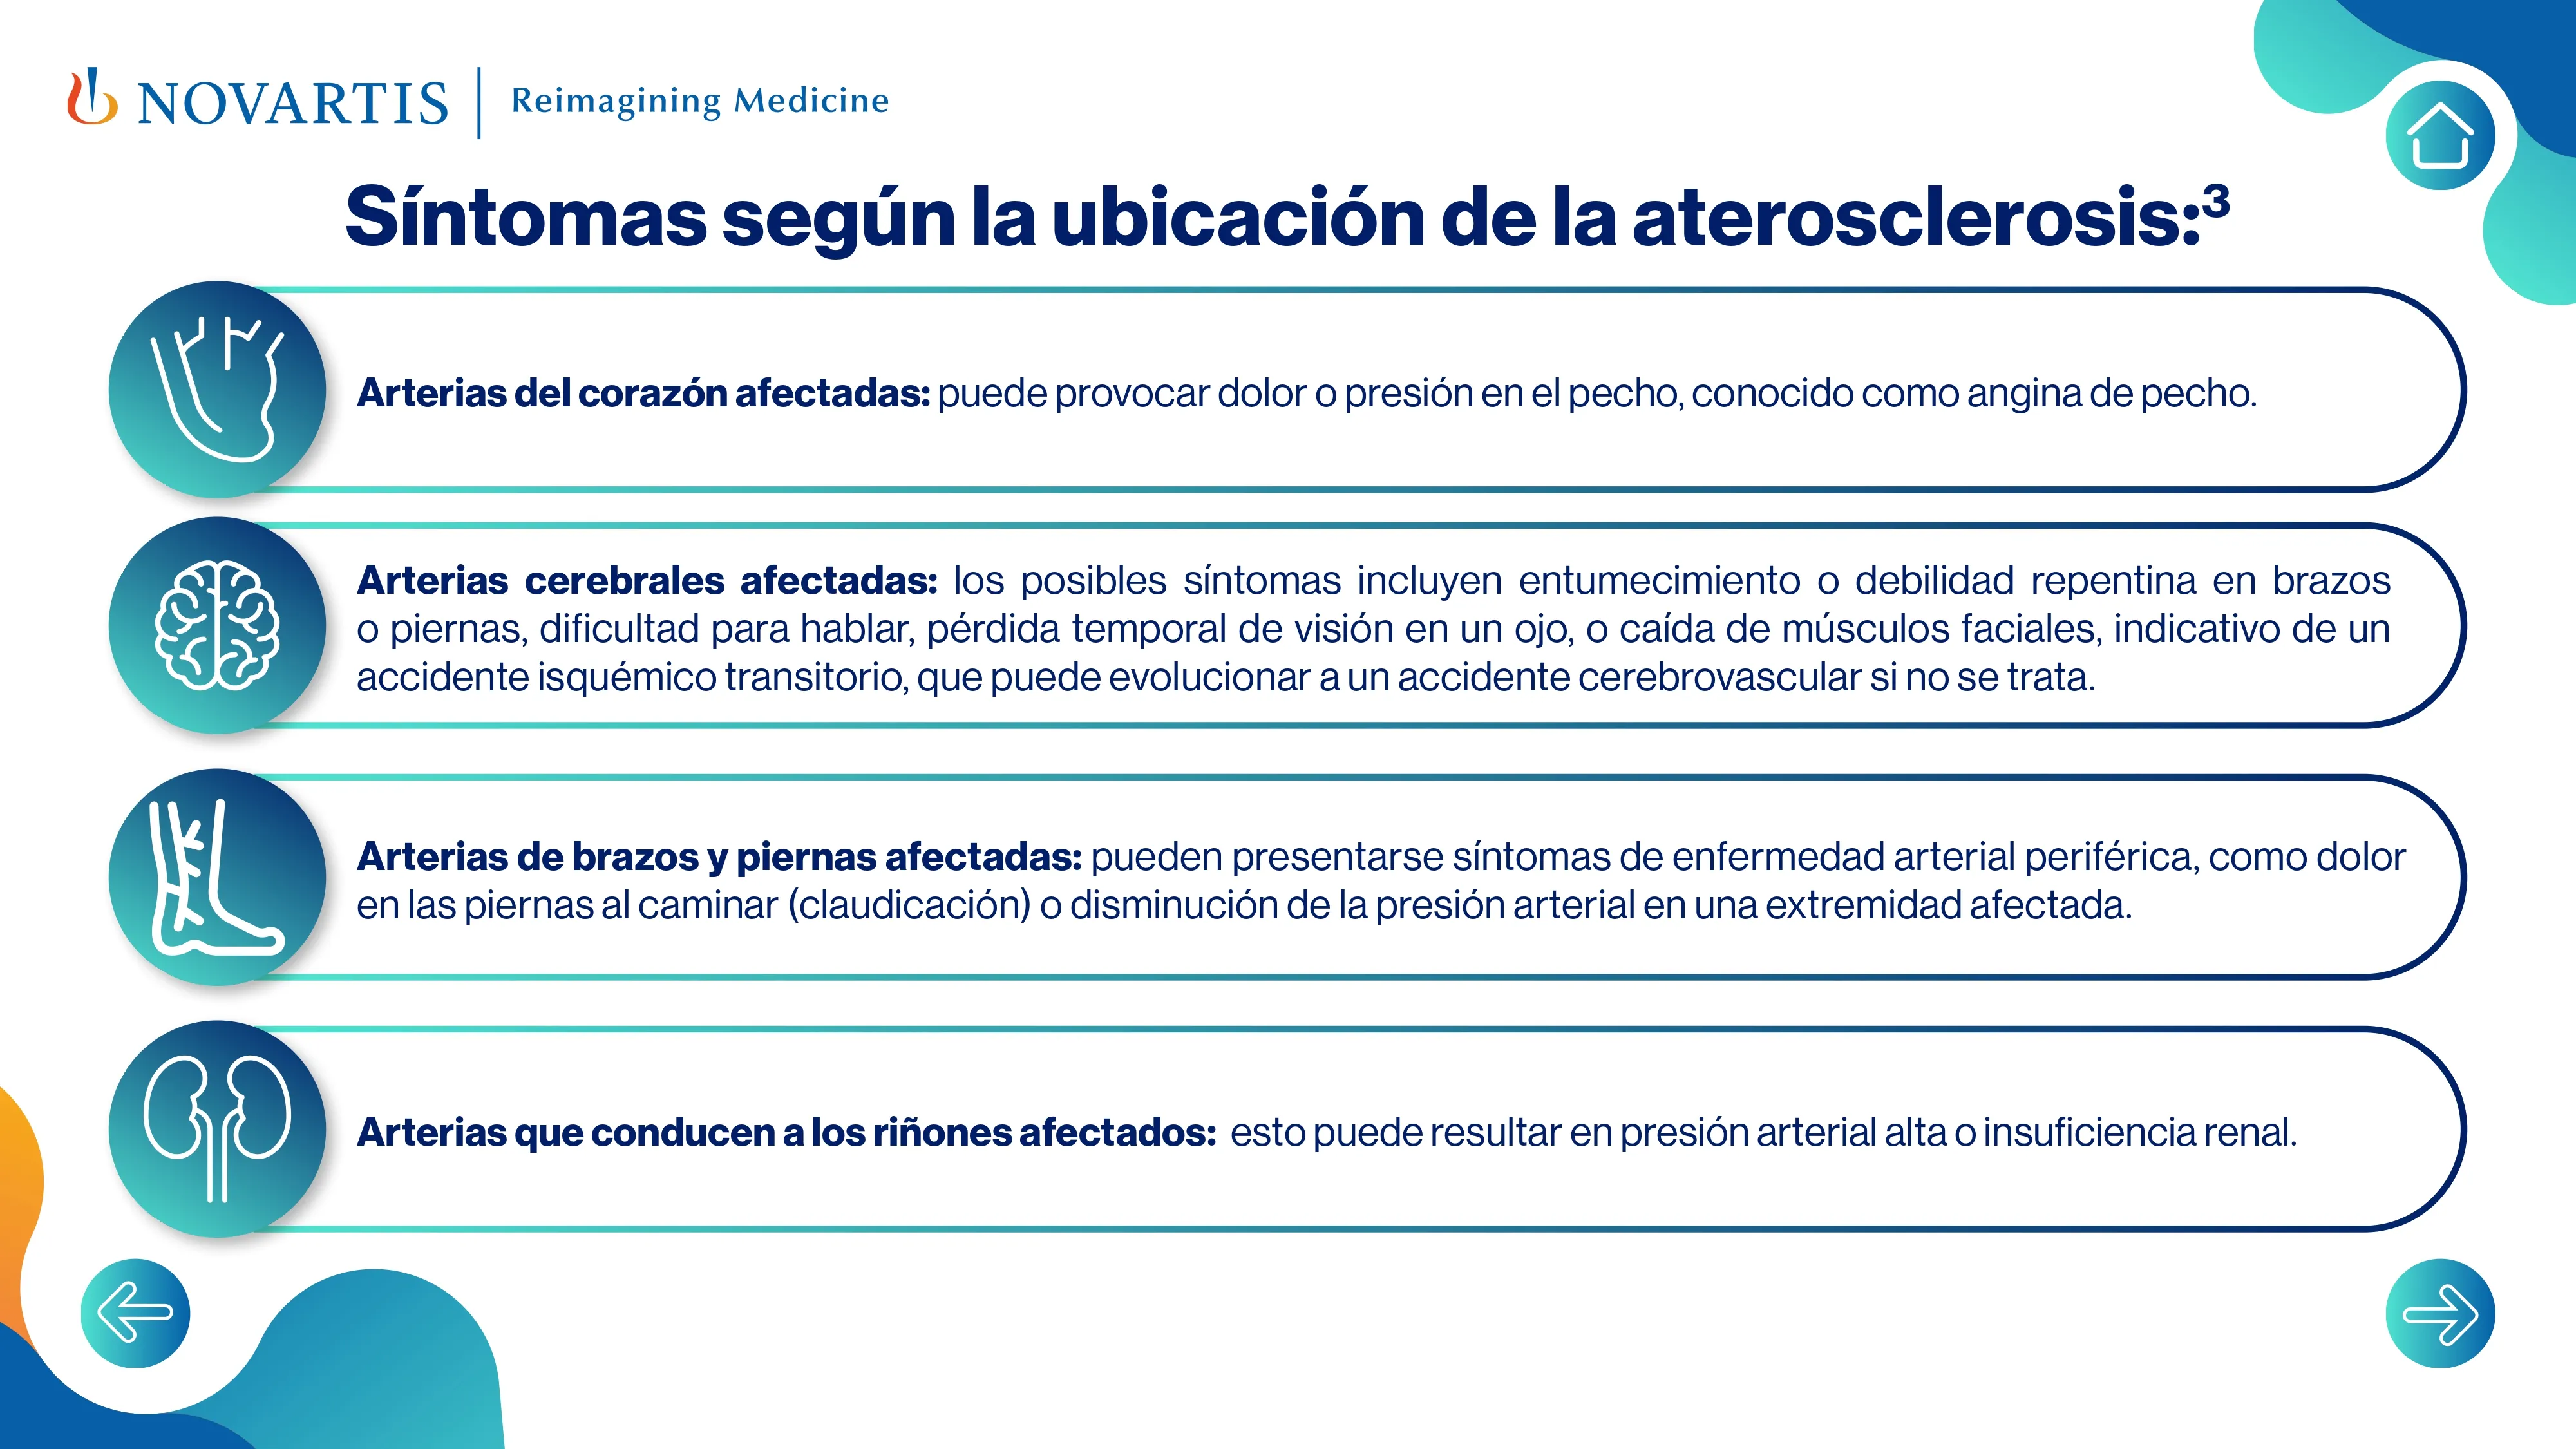 NOVARTIS | Reimagining Medicine
Síntomas según la ubicación de la aterosclerosis:³
Arterias del corazón afectadas: puede provocar dolor o presión en el pecho, conocido como angina de pecho.
Arterias cerebrales afectadas: los posibles síntomas incluyen entumecimiento o debilidad repentina en brazos
o piernas, dificultad para hablar, pérdida temporal de visión en un ojo, o caída de músculos faciales, indicativo de un
accidente isquémico transitorio, que puede evolucionar a un accidente cerebrovascular si no se trata.
Arterias de brazos y piernas afectadas: pueden presentarse síntomas de enfermedad arterial periférica, como dolor
en las piernas al caminar (claudicación) o disminución de la presión arterial en una extremidad afectada.
Arterias que conducen a los riñones afectados: esto puede resultar en presión arterial alta o insuficiencia renal.